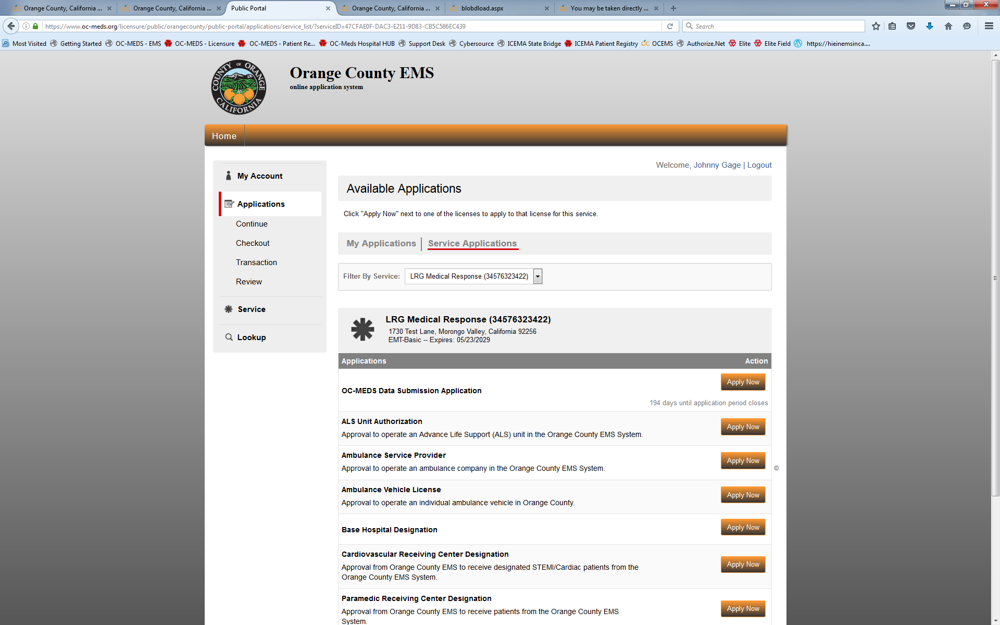 Orange County, California ...
Orange County, California ...
Public Portal
Orange County, California ...
blobdload.aspx
You may be taken directly ...
https://www.oc-meds.org/licensure/public/orangecounty/public-portal/applications/service_list/?serviceID=47CFAE0F-DAC3-E211-9D83-CB5C586EC439
Search
Most Visited
Getting Started
OC-MEDS - EMS
OC-MEDS - Licensure
OC-MEDS - Patient Re...
OC-Meds Hospital HUB
Support Desk
Cybersource
ICEMA State Bridge
ICEMA Patient Registry
OCEMS
Authorize.Net
Elite
Elite Field
https://hieinemsinca....
COUNTY OF ORANGE
CALIFORNIA
Orange County EMS
online application system
Home
My Account
Applications
Continue
Checkout
Transaction
Review
Service
Lookup
Welcome, Johnny Gage | Logout
Available Applications
Click "Apply Now" next to one of the licenses to apply to that license for this service.
My Applications
Service Applications
Filter By Service: LRG Medical Response (34576323422)
LRG Medical Response (34576323422)
1730 Test Lane, Morongo Valley, California 92256
EMT-Basic -- Expires: 05/23/2029
Applications Action
OC-MEDS Data Submission Application
Apply Now
194 days until application period closes
ALS Unit Authorization
Approval to operate an Advance Life Support (ALS) unit in the Orange County EMS System.
Apply Now
Ambulance Service Provider
Approval to operate an ambulance company in the Orange County EMS System.
Apply Now
©
Ambulance Vehicle License
Approval to operate an individual ambulance vehicle in Orange County.
Apply Now
Base Hospital Designation
Apply Now
Cardiovascular Receiving Center Designation
Approval from Orange County EMS to receive designated STEMI/Cardiac patients from the
Orange County EMS System.
Apply Now
Paramedic Receiving Center Designation
Approval from Orange County EMS to receive patients from the Orange County EMS
System.
Apply Now